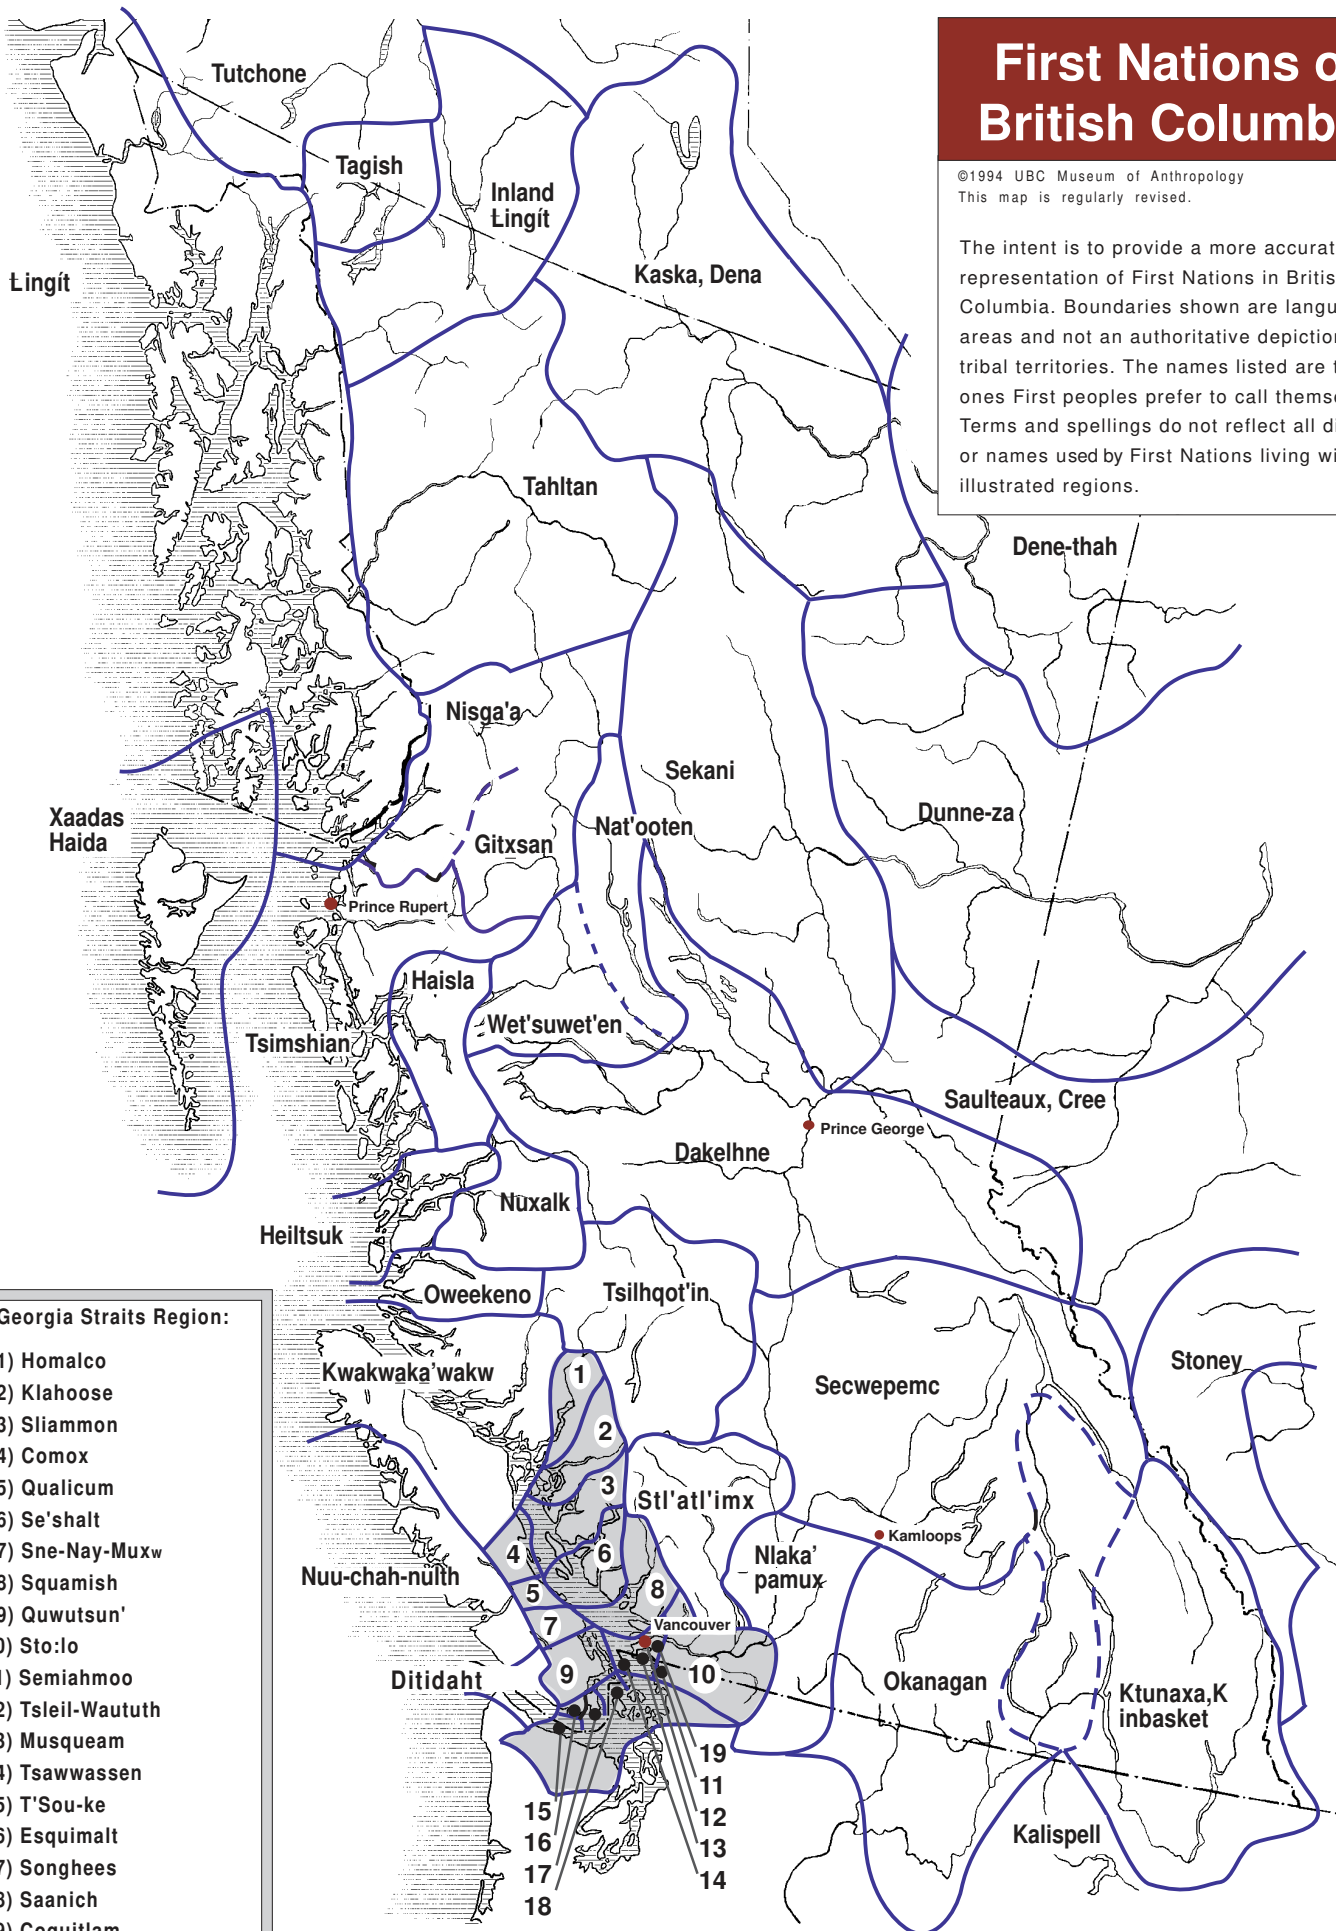 First Nations o
British Columb
©1994 UBC Museum of Anthropology
This map is regularly revised.
The intent is to provide a more accurat
representation of First Nations in Britis
Columbia. Boundaries shown are langu
areas and not an authoritative depiction
tribal territories. The names listed are t
ones First peoples prefer to call themse
Terms and spellings do not reflect all di
or names used by First Nations living wi
illustrated regions.
Tutchone
Tagish
Inland
Łingít
Łingít
Kaska, Dena
Tahltan
Dene-thah
Nisga'a
Sekani
Xaadas
Haida
Nat'ooten
Dunne-za
Gitxsan
Prince Rupert
Haisla
Wet'suwet'en
Tsimshian
Saulteaux, Cree
Prince George
Dakelhne
Nuxalk
Heiltsuk
Oweekeno
Tsilhqot'in
Kwakwaka'wakw
Secwepemc
Stoney
Stl'atl'imx
Kamloops
Nlaka'
pamux
Nuu-chah-nulth
Vancouver
Ditidaht
Okanagan
Ktunaxa,K
inbasket
Kalispell
1
2
3
4
5
6
7
8
9
10
19
11
12
13
14
15
16
17
18
Georgia Straits Region:
1) Homalco
2) Klahoose
3) Sliammon
4) Comox
5) Qualicum
6) Se'shalt
7) Sne-Nay-Muxw
8) Squamish
9) Quwutsun'
0) Sto:lo
1) Semiahmoo
2) Tsleil-Waututh
3) Musqueam
4) Tsawwassen
5) T'Sou-ke
6) Esquimalt
7) Songhees
8) Saanich
9) Coquitlam